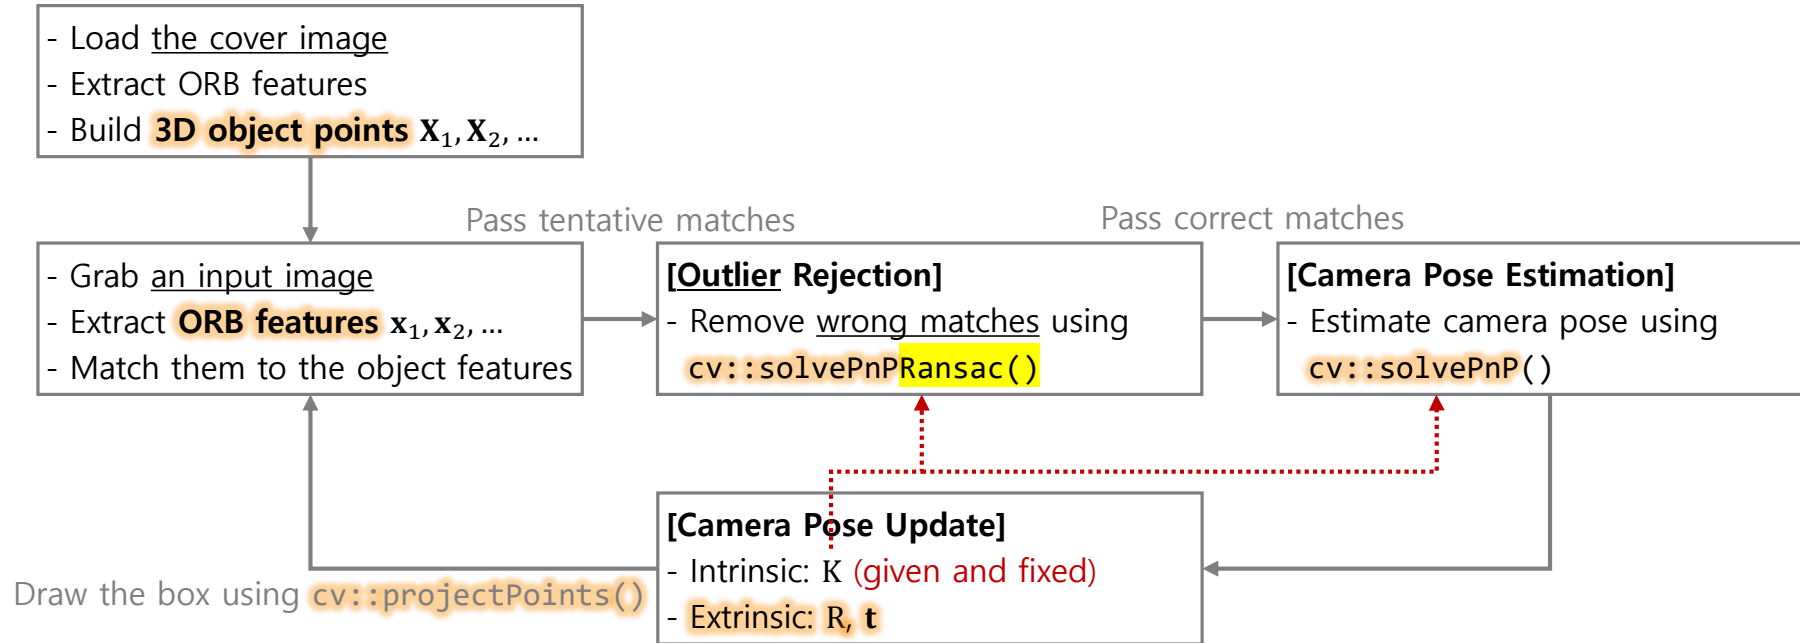 - Load the cover image
- Extract ORB features
- Build 3D object points X₁, X₂, …
Pass tentative matches
Pass correct matches
- Grab an input image
- Extract ORB features x₁, x₂, …
- Match them to the object features
[Outlier Rejection]
- Remove wrong matches using
cv::solvePnPRansac()
[Camera Pose Estimation]
- Estimate camera pose using
cv::solvePnP()
[Camera Pose Update]
- Intrinsic: K (given and fixed)
- Extrinsic: R, t
Draw the box using cv::projectPoints()